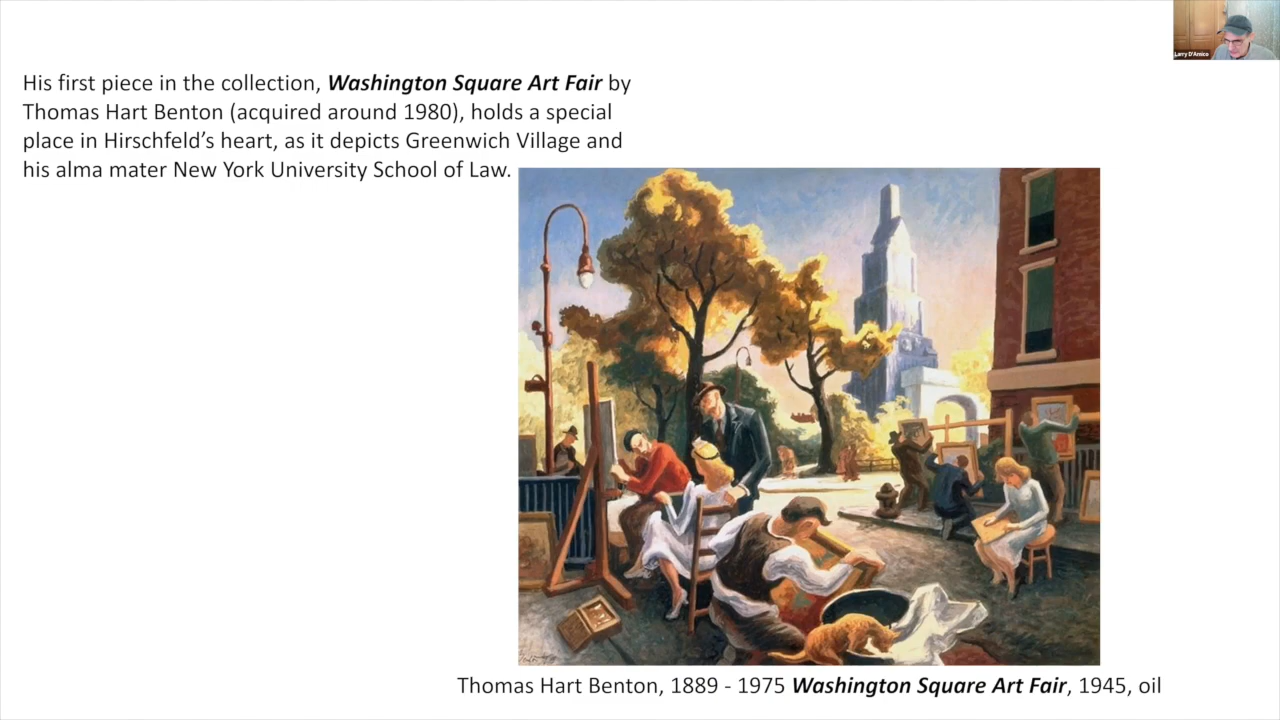 Larry D'Amico
His first piece in the collection, Washington Square Art Fair by
Thomas Hart Benton (acquired around 1980), holds a special
place in Hirschfeld’s heart, as it depicts Greenwich Village and
his alma mater New York University School of Law.
Thomas Hart Benton, 1889 - 1975 Washington Square Art Fair, 1945, oil